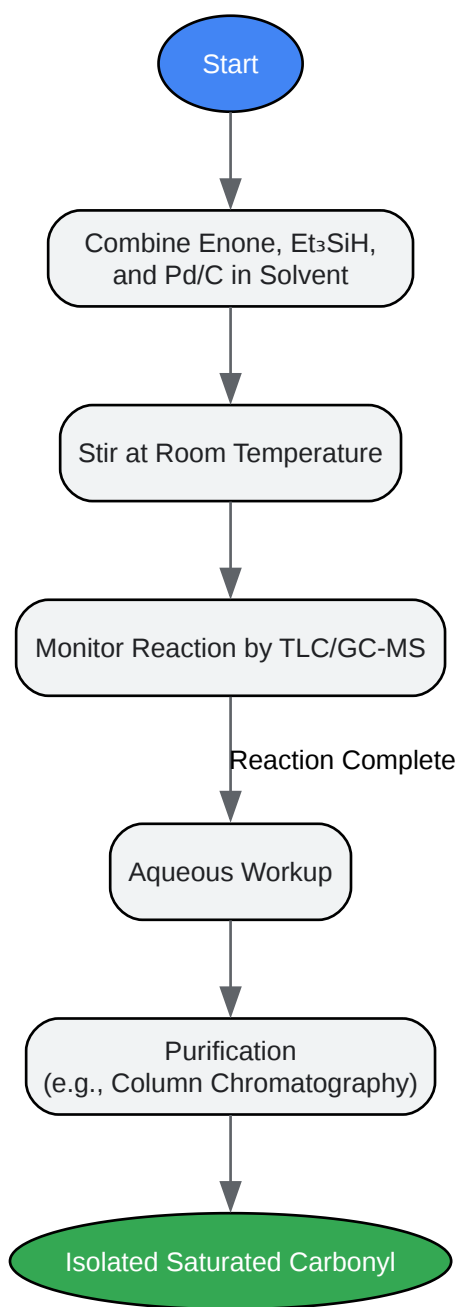 Start
Combine Enone, Et₃SiH,
and Pd/C in Solvent
Stir at Room Temperature
Monitor Reaction by TLC/GC-MS
Reaction Complete
Aqueous Workup
Purification
(e.g., Column Chromatography)
Isolated Saturated Carbonyl